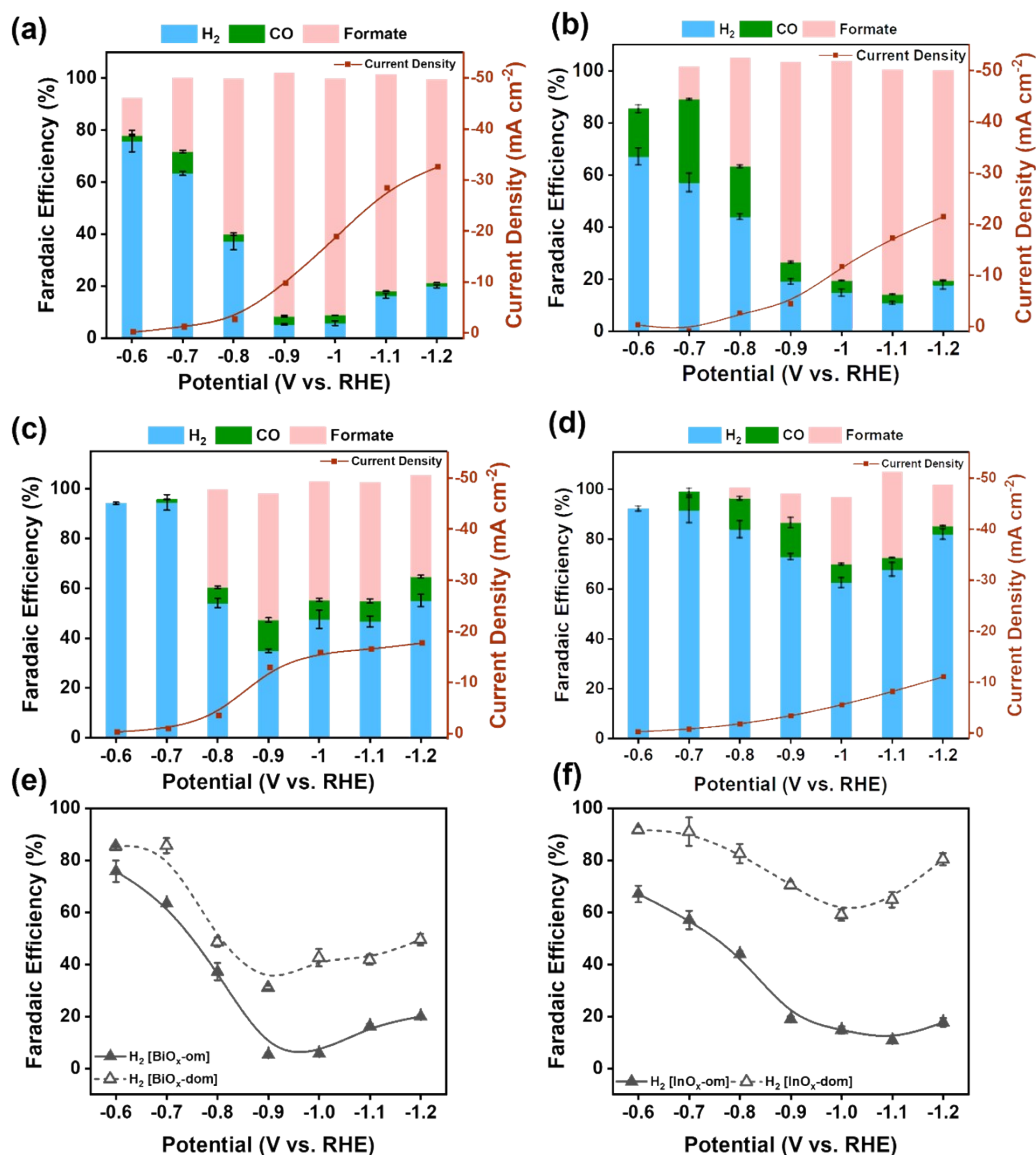 (a)
H₂ CO Formate
Current Density
Faradaic Efficiency (%)
100
80
60
40
20
0
-50
-40
-30
-20
-10
0
Current Density (mA cm⁻²)
-0.6 -0.7 -0.8 -0.9 -1 -1.1 -1.2
Potential (V vs. RHE)
(b)
H₂ CO Formate
Current Density
Faradaic Efficiency (%)
100
80
60
40
20
0
-50
-40
-30
-20
-10
0
Current Density (mA cm⁻²)
-0.6 -0.7 -0.8 -0.9 -1 -1.1 -1.2
Potential (V vs. RHE)
(c)
H₂ CO Formate
Current Density
Faradaic Efficiency (%)
100
80
60
40
20
0
-50
-40
-30
-20
-10
0
Current Density (mA cm⁻²)
-0.6 -0.7 -0.8 -0.9 -1 -1.1 -1.2
Potential (V vs. RHE)
(d)
H₂ CO Formate
Current Density
Faradaic Efficiency (%)
100
80
60
40
20
0
-50
-40
-30
-20
-10
0
Current Density (mA cm⁻²)
-0.6 -0.7 -0.8 -0.9 -1 -1.1 -1.2
Potential (V vs. RHE)
(e)
Faradaic Efficiency (%)
100
80
60
40
20
0
H₂ [BiOₓ-om]
H₂ [BiOₓ-dom]
-0.6 -0.7 -0.8 -0.9 -1.0 -1.1 -1.2
Potential (V vs. RHE)
(f)
Faradaic Efficiency (%)
100
80
60
40
20
0
H₂ [InOₓ-om] H₂ [InOₓ-dom]
-0.6 -0.7 -0.8 -0.9 -1.0 -1.1 -1.2
Potential (V vs. RHE)